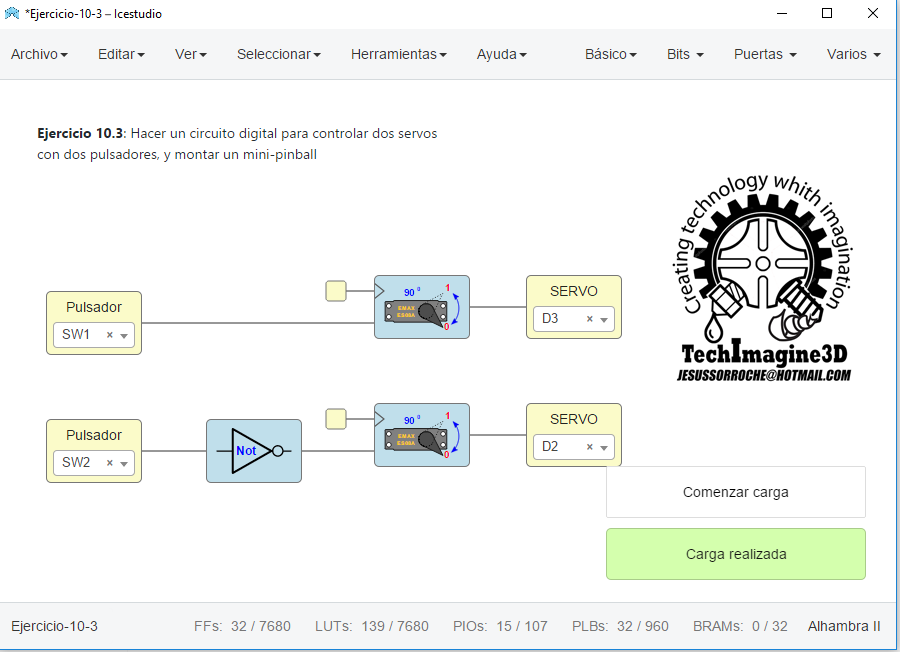 *Ejercicio-10-3 – Icestudio
Archivo Editar Ver Seleccionar Herramientas Ayuda Básico Bits Puertas Varios
Ejercicio 10.3: Hacer un circuito digital para controlar dos servos
con dos pulsadores, y montar un mini-pinball
Creating technology whith imagination
TechImagine3D
JESUSSORROCHE@HOTMAIL.COM
Pulsador
SW1 ×
90 º
1
EMAX
ES08A
0
SERVO
D3 ×
Pulsador
SW2 ×
Not
90 º
1
EMAX
ES08A
0
SERVO
D2 ×
Comenzar carga
Carga realizada
Ejercicio-10-3 FFs: 32 / 7680 LUTs: 139 / 7680 PIOs: 15 / 107 PLBs: 32 / 960 BRAMs: 0 / 32 Alhambra II